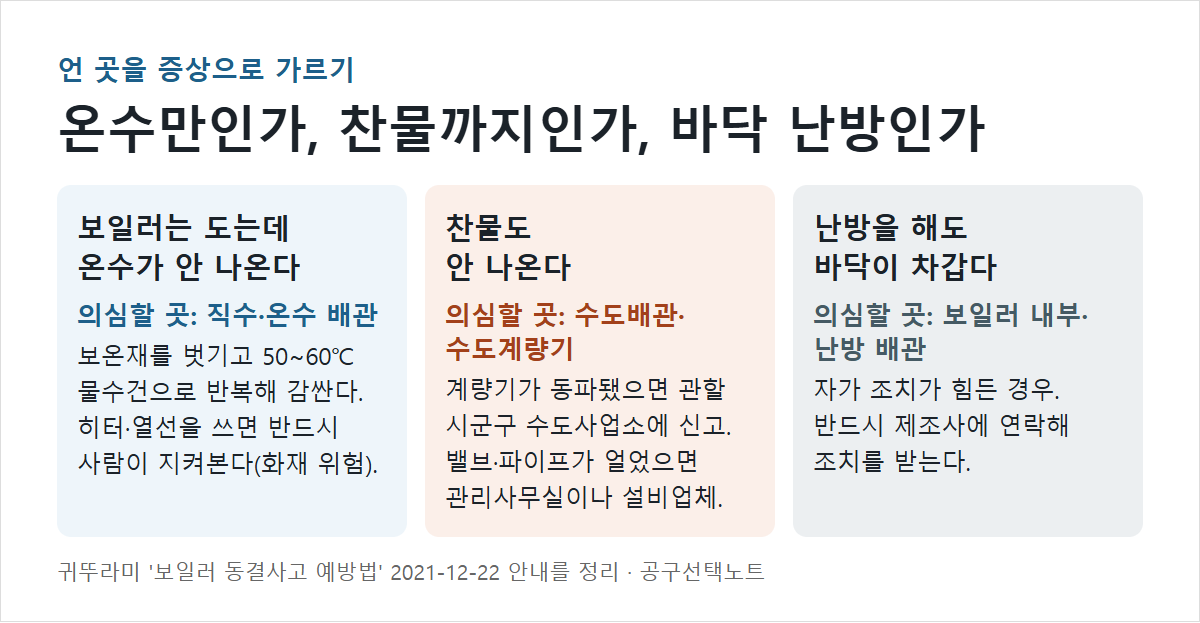 언 곳을 증상으로 가르기
온수만인가, 찬물까지인가, 바닥 난방인가
보일러는 도는데
온수가 안 나온다
의심할 곳: 직수·온수 배관
보온재를 벗기고 50~60℃
물수건으로 반복해 감싼다.
히터·열선을 쓰면 반드시
사람이 지켜본다(화재 위험).
찬물도
안 나온다
의심할 곳: 수도배관·
수도계량기
계량기가 동파됐으면 관할
시군구 수도사업소에 신고.
밸브·파이프가 얼었으면
관리사무실이나 설비업체.
난방을 해도
바닥이 차갑다
의심할 곳: 보일러 내부·
난방 배관
자가 조치가 힘든 경우.
반드시 제조사에 연락해
조치를 받는다.
귀뚜라미 '보일러 동결사고 예방법' 2021-12-22 안내를 정리 · 공구선택노트